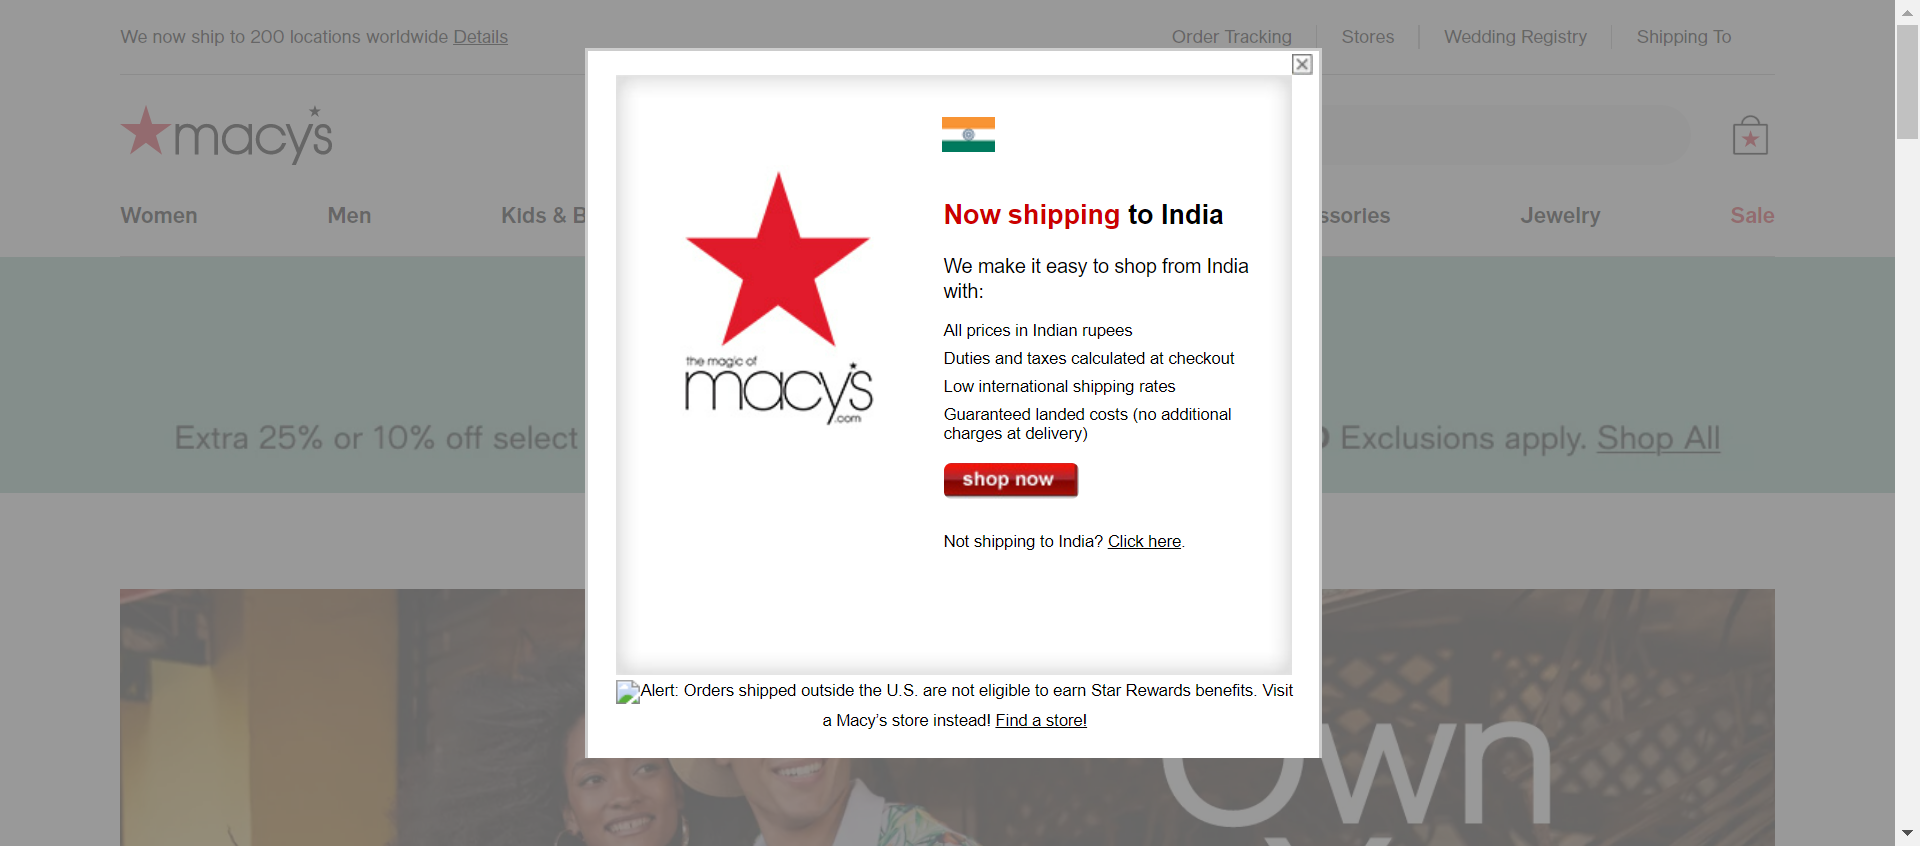 We now ship to 200 locations worldwide Details
Order Tracking
Stores
Wedding Registry
Shipping To
macy's
Women
Men
Kids & B
ssories
Jewelry
Sale
Extra 25% or 10% off select
Exclusions apply. Shop All
the magic of
macy's
.com
Now shipping to India
We make it easy to shop from India
with:
All prices in Indian rupees
Duties and taxes calculated at checkout
Low international shipping rates
Guaranteed landed costs (no additional
charges at delivery)
shop now
Not shipping to India? Click here.
Alert: Orders shipped outside the U.S. are not eligible to earn Star Rewards benefits. Visit
a Macy’s store instead! Find a store!
Own